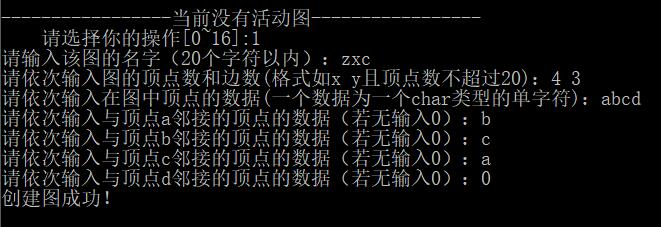 -----------------当前没有活动图-----------------
请选择你的操作[0~16]:1
请输入该图的名字（20个字符以内）: zxc
请依次输入图的顶点数和边数(格式如x y且顶点数不超过20): 4 3
请依次输入在图中顶点的数据(一个数据为一个char类型的单字符): abcd
请依次输入与顶点a邻接的顶点的数据（若无输入0）: b
请依次输入与顶点b邻接的顶点的数据（若无输入0）: c
请依次输入与顶点c邻接的顶点的数据（若无输入0）: a
请依次输入与顶点d邻接的顶点的数据（若无输入0）: 0
创建图成功!